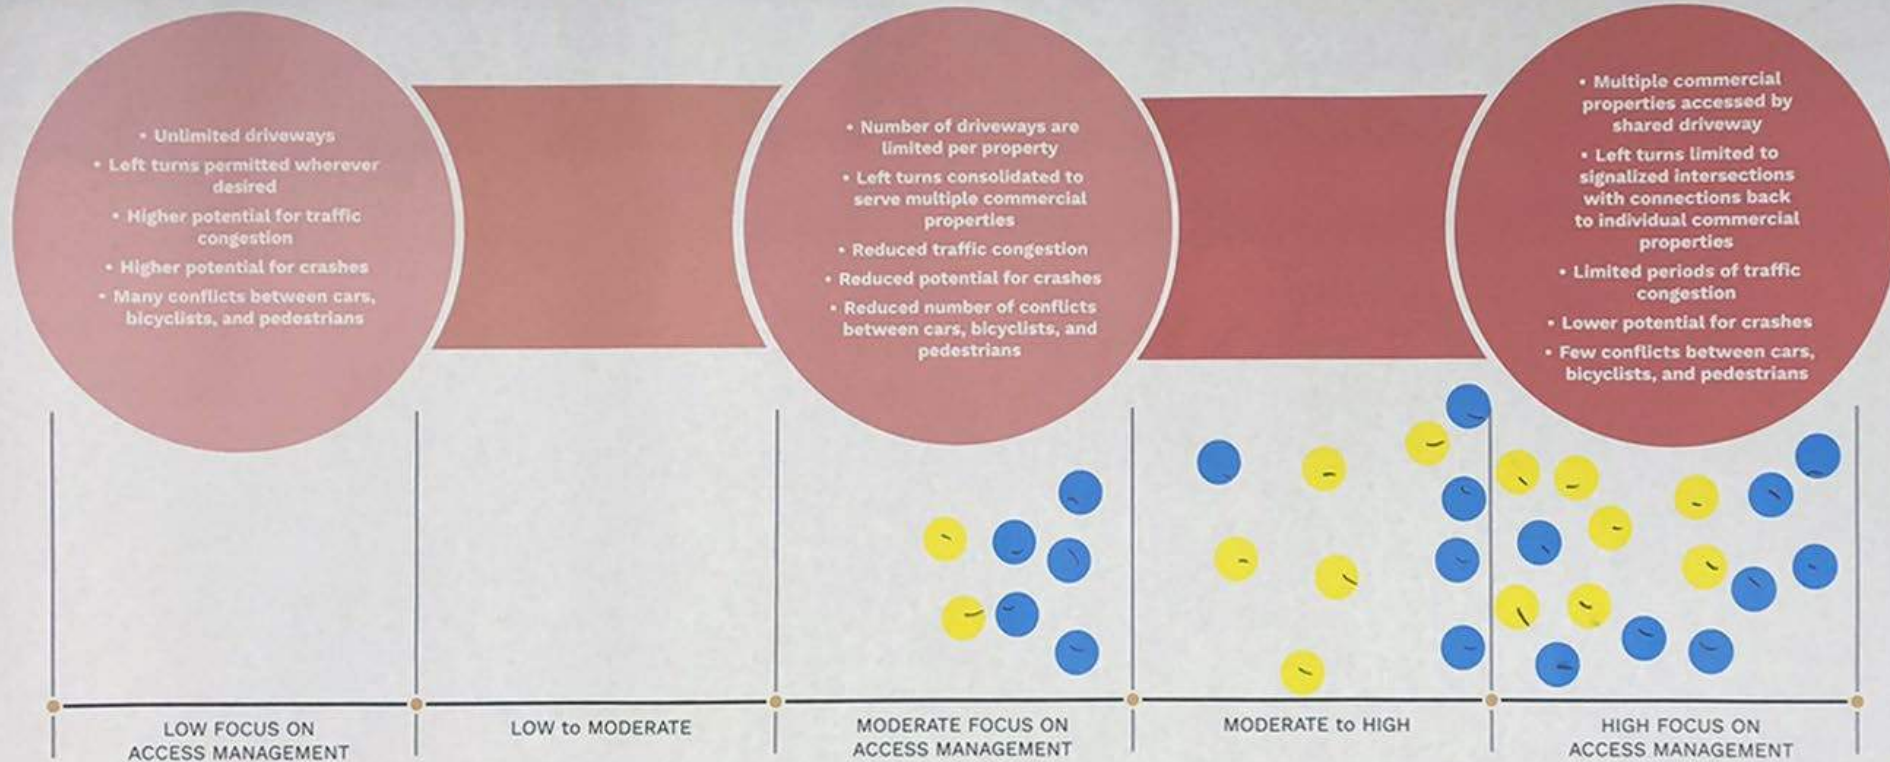 • Unlimited driveways
• Left turns permitted wherever
desired
• Higher potential for traffic
congestion
• Higher potential for crashes
• Many conflicts between cars,
bicyclists, and pedestrians
• Number of driveways are
limited per property
• Left turns consolidated to
serve multiple commercial
properties
• Reduced traffic congestion
• Reduced potential for crashes
• Reduced number of conflicts
between cars, bicyclists, and
pedestrians
• Multiple commercial
properties accessed by
shared driveway
• Left turns limited to
signalized intersections
with connections back
to individual commercial
properties
• Limited periods of traffic
congestion
• Lower potential for crashes
• Few conflicts between cars,
bicyclists, and pedestrians
LOW FOCUS ON
ACCESS MANAGEMENT
LOW to MODERATE
MODERATE FOCUS ON
ACCESS MANAGEMENT
MODERATE to HIGH
HIGH FOCUS ON
ACCESS MANAGEMENT